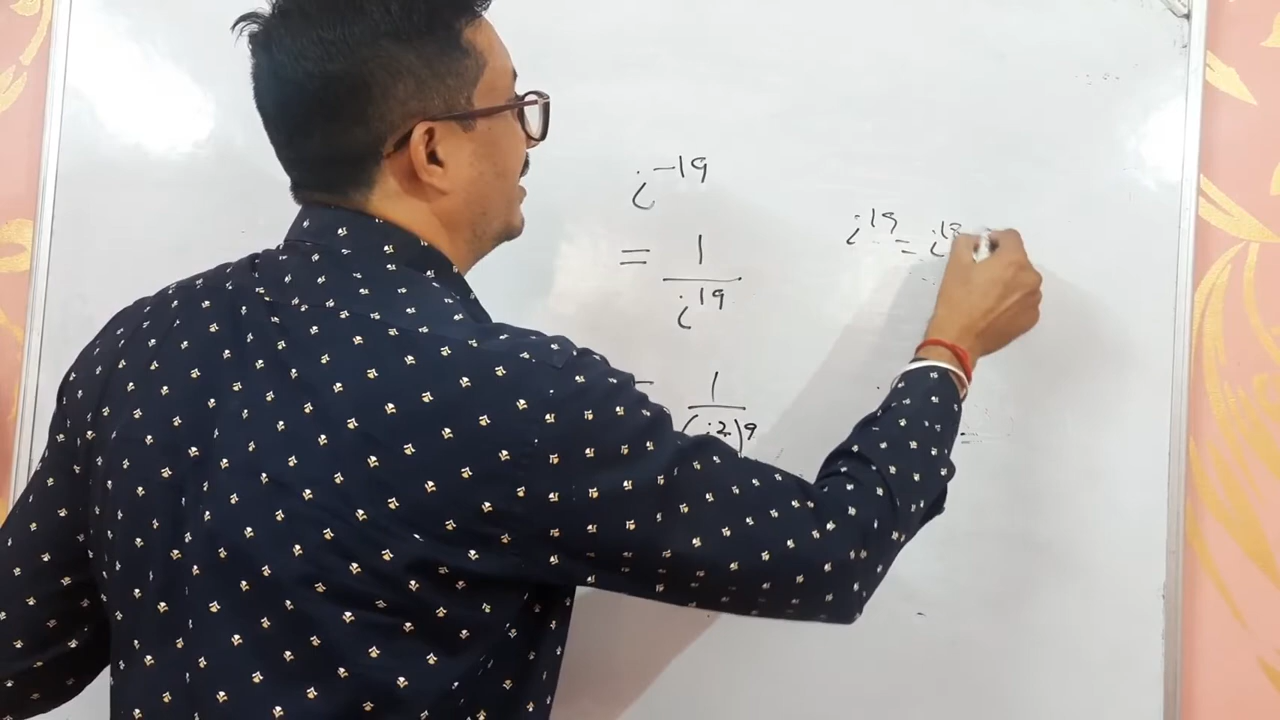 i^-19
= 1/i^19
i^19 = i^18
= 1/(i^2)^9